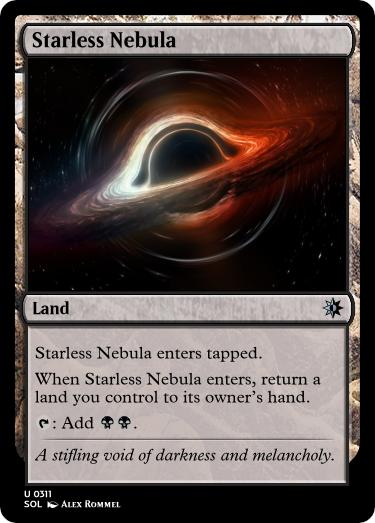 Starless Nebula
Land
Starless Nebula enters tapped.
When Starless Nebula enters, return a
land you control to its owner's hand.
: Add .
A stifling void of darkness and melancholy.
U 0311
SOL Alex Rommel